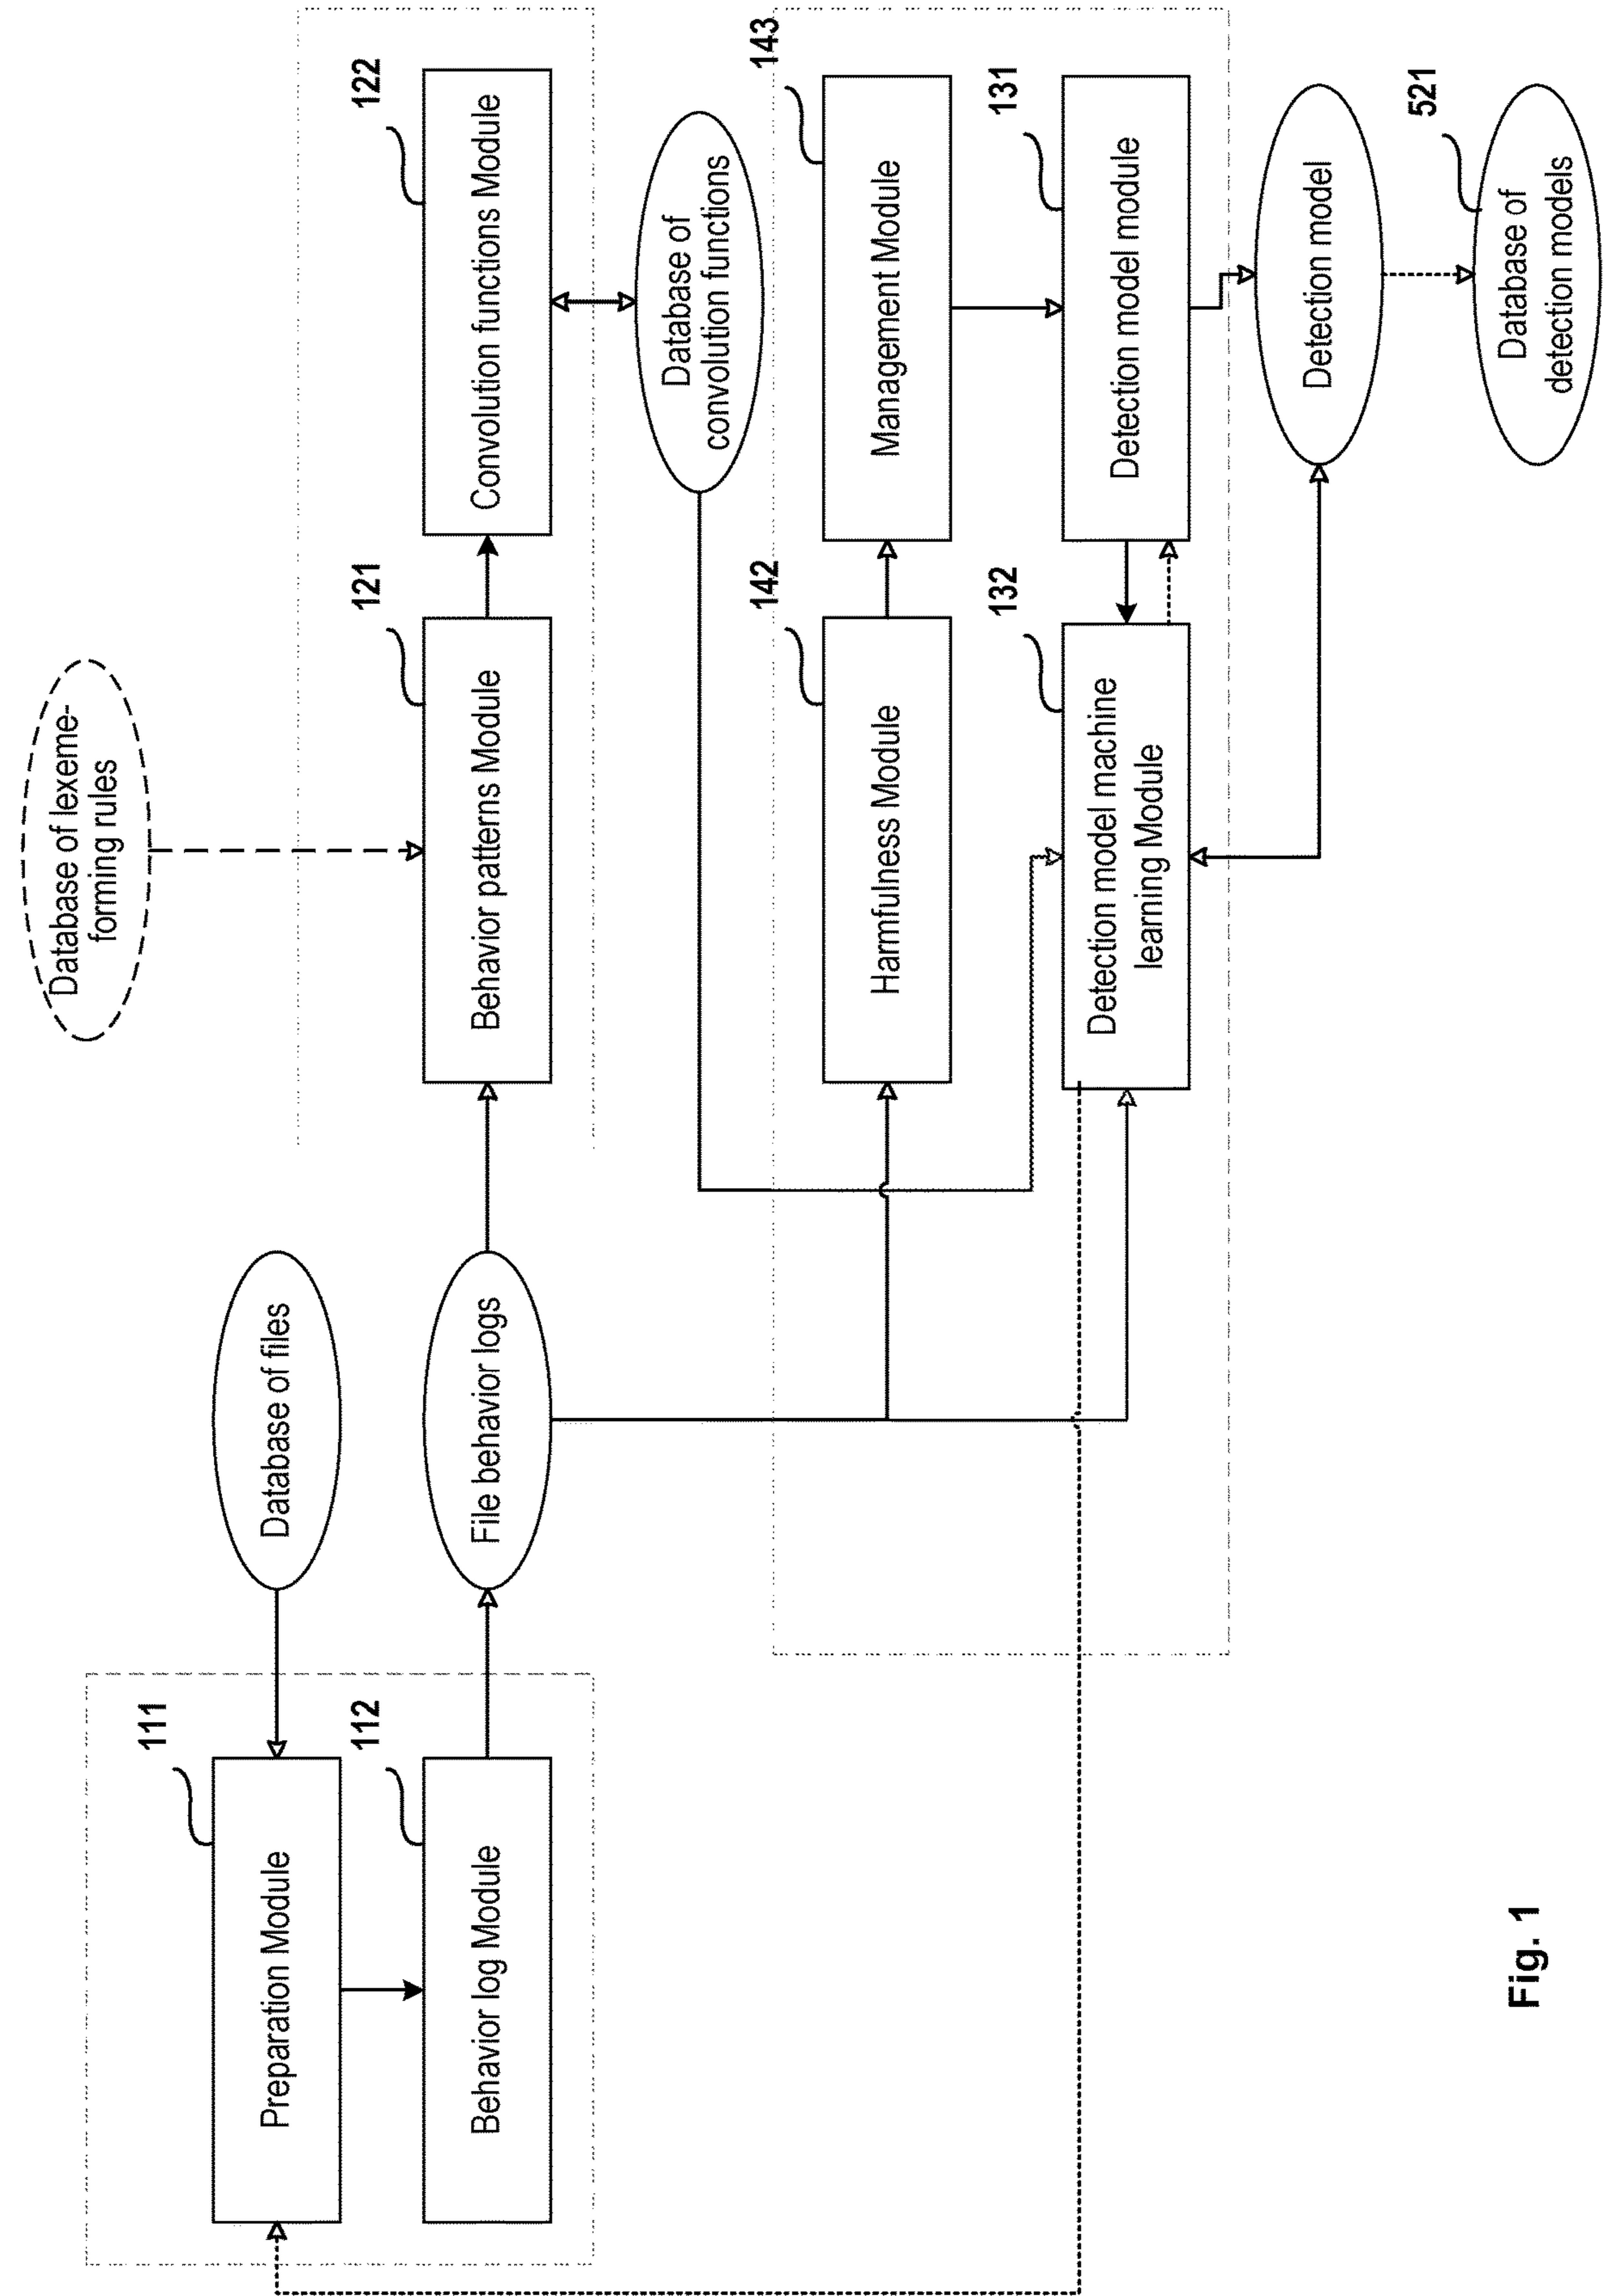 Database of lexeme-
forming rules
111
Preparation Module
Database of files
112
Behavior log Module
File behavior logs
121
Behavior patterns Module
122
Convolution functions Module
Database of
convolution functions
142
Harmfulness Module
143
Management Module
132
Detection model machine
learning Module
131
Detection model module
Detection model
521
Database of
detection models
Fig. 1